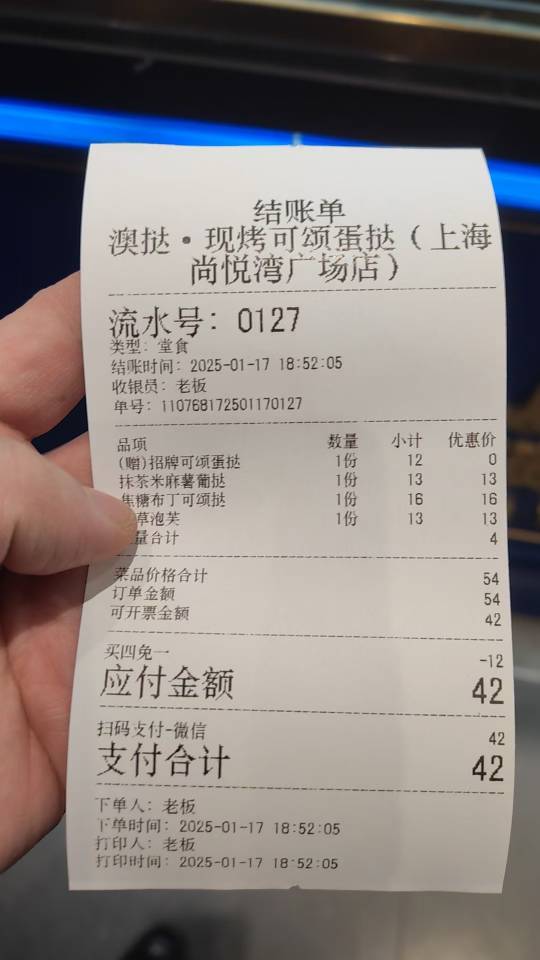 结账单
澳挞·现烤可颂蛋挞（上海
尚悦湾广场店）
流水号: 0127
类型: 堂食
结账时间: 2025-01-17 18:52:05
收银员: 老板
单号: 110768172501170127
品项 数量 小计 优惠价
(赠)招牌可颂蛋挞 1份 12 0
抹茶米麻薯葡挞 1份 13 13
焦糖布丁可颂挞 1份 16 16
草泡芙 1份 13 13
量合计 4
菜品价格合计 54
订单金额 54
可开票金额 42
买四免一 -12
应付金额 42
扫码支付-微信 42
支付合计 42
下单人: 老板
下单时间: 2025-01-17 18:52:05
打印人: 老板
打印时间: 2025-01-17 18:52:05